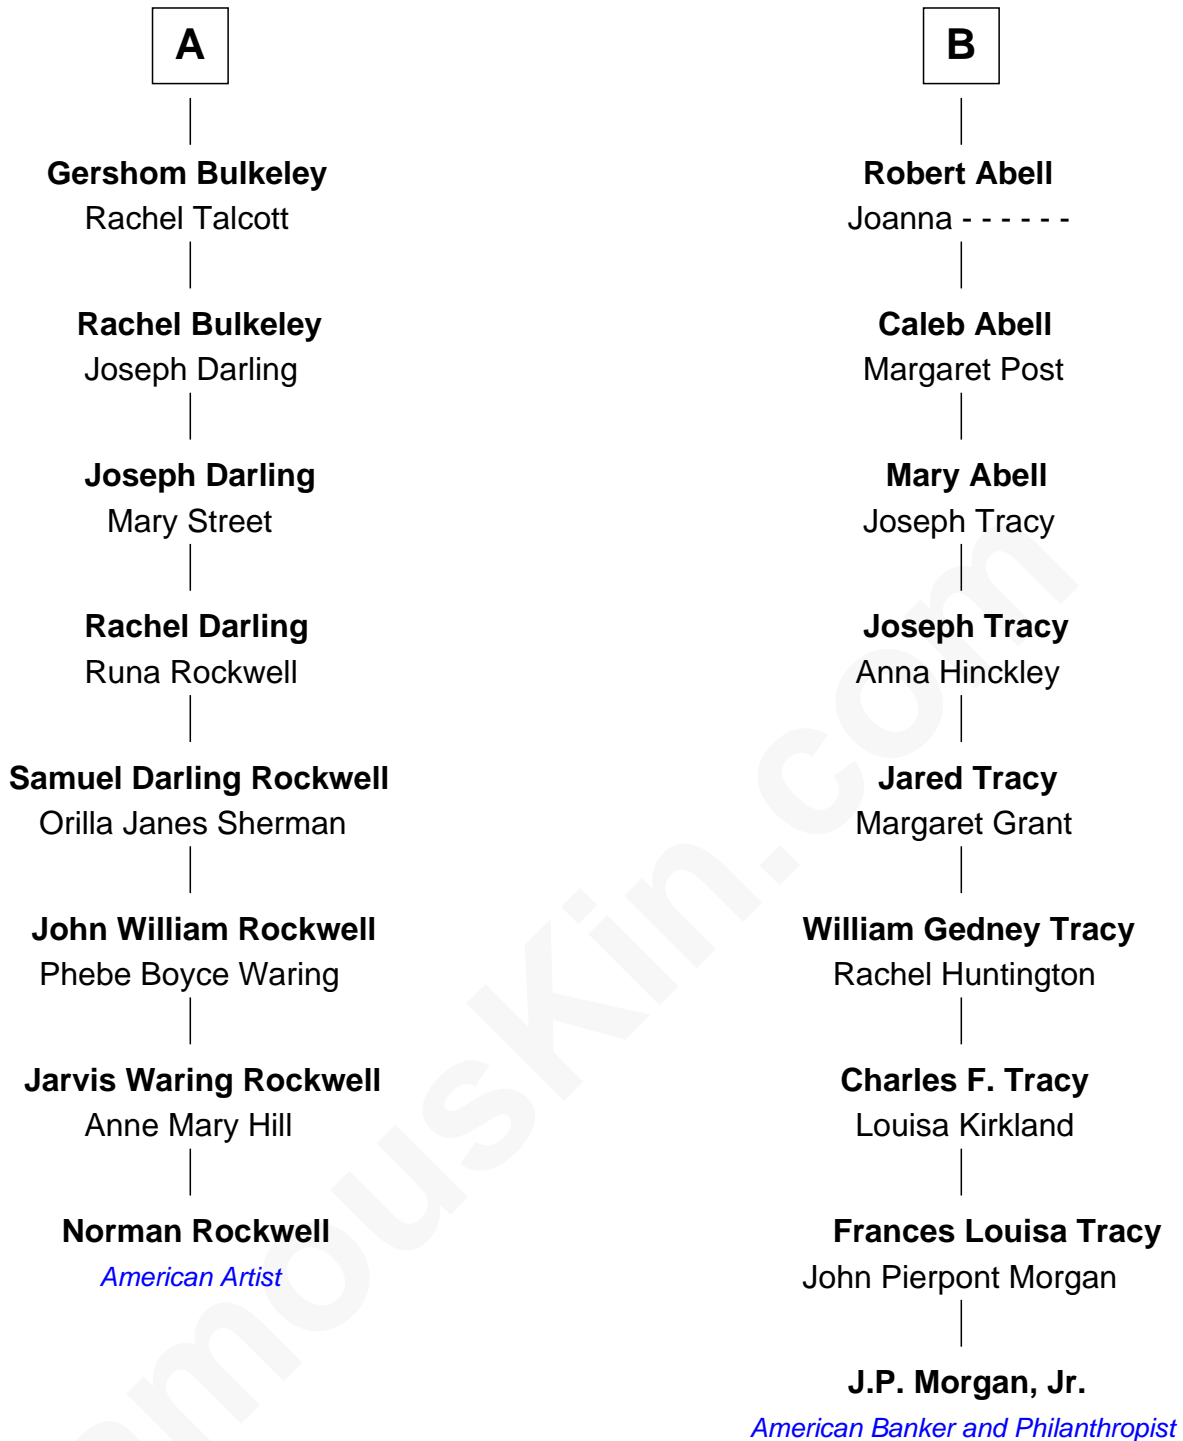 A
Gershom Bulkeley
Rachel Talcott
Rachel Bulkeley
Joseph Darling
Joseph Darling
Mary Street
Rachel Darling
Runa Rockwell
Samuel Darling Rockwell
Orilla Janes Sherman
John William Rockwell
Phebe Boyce Waring
Jarvis Waring Rockwell
Anne Mary Hill
Norman Rockwell
American Artist
B
Robert Abell
Joanna - - - - - -
Caleb Abell
Margaret Post
Mary Abell
Joseph Tracy
Joseph Tracy
Anna Hinckley
Jared Tracy
Margaret Grant
William Gedney Tracy
Rachel Huntington
Charles F. Tracy
Louisa Kirkland
Frances Louisa Tracy
John Pierpont Morgan
J.P. Morgan, Jr.
American Banker and Philanthropist
amousKin.com